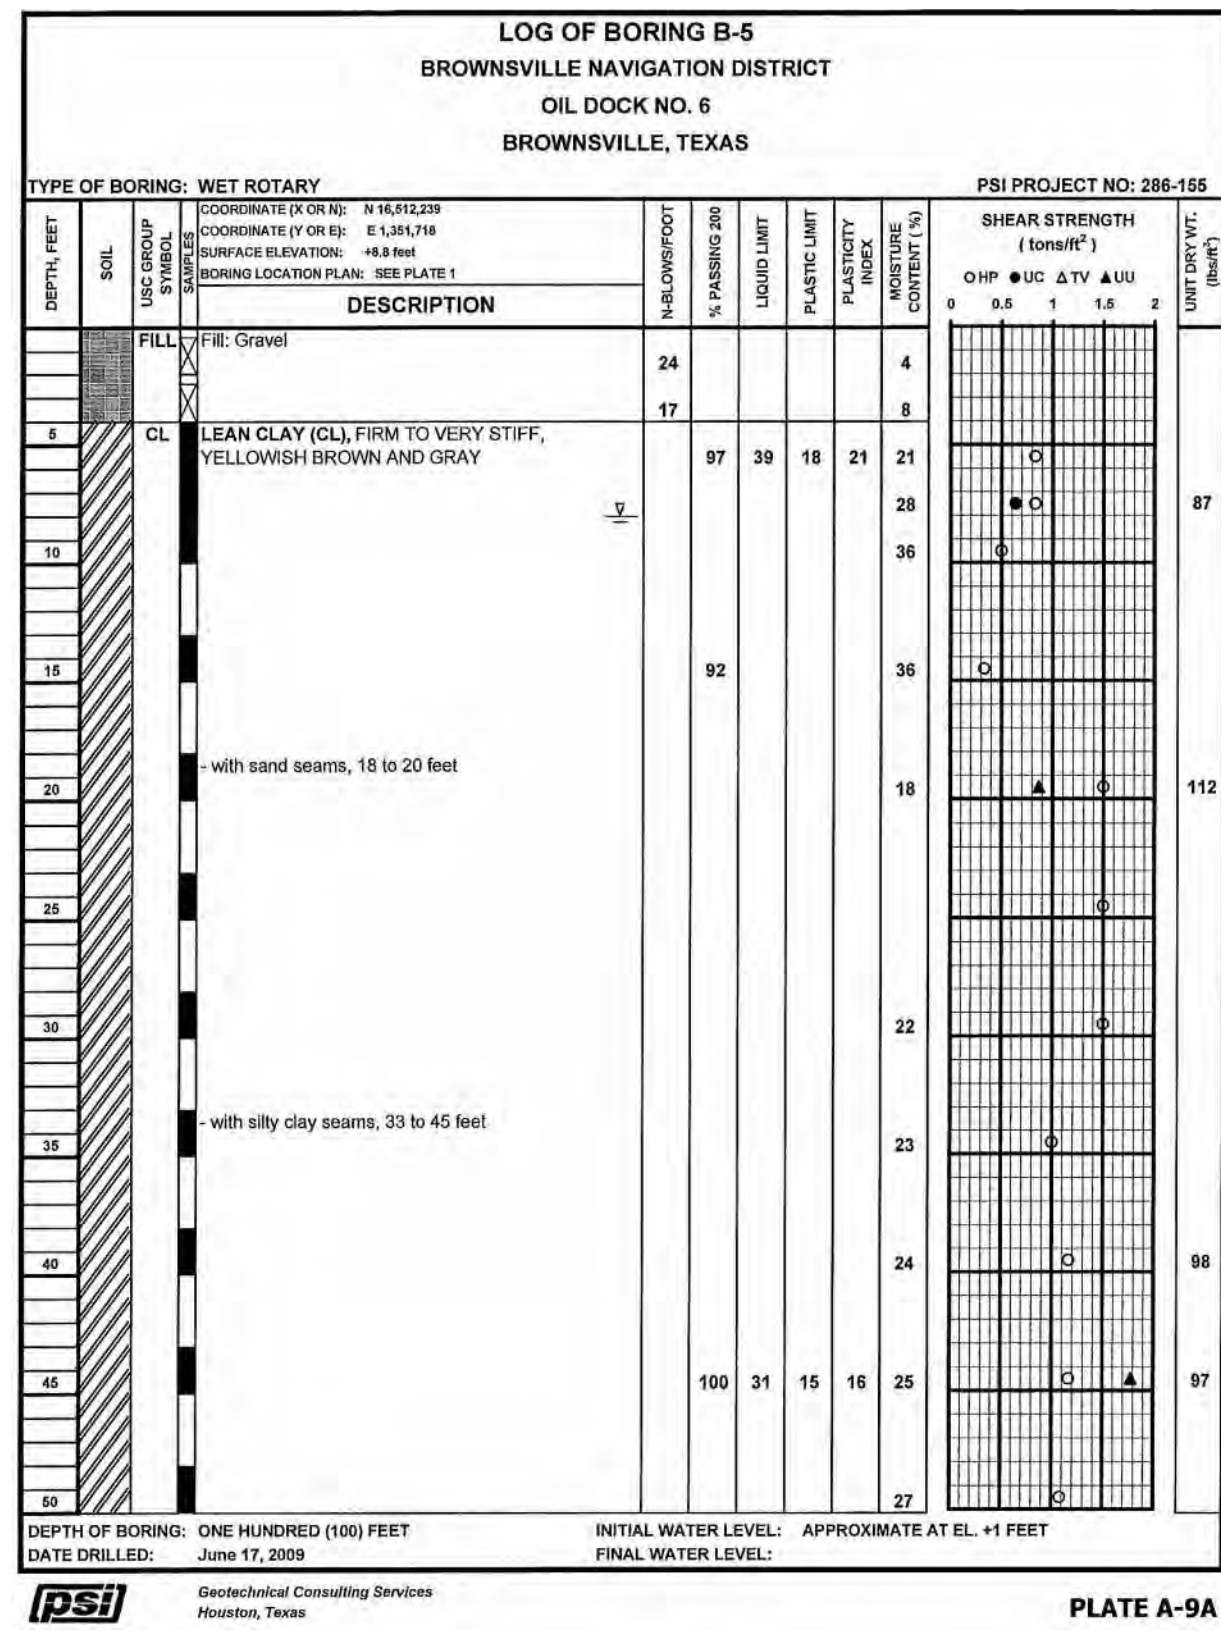 LOG OF BORING B-5
BROWNSVILLE NAVIGATION DISTRICT
OIL DOCK NO. 6
BROWNSVILLE, TEXAS
TYPE OF BORING: WET ROTARY
PSI PROJECT NO: 286-155
DEPTH, FEET
SOIL
USC GROUP
SYMBOL
SAMPLES
COORDINATE (X OR N): N 16,512,239
COORDINATE (Y OR E): E 1,351,718
SURFACE ELEVATION: +8.8 feet
BORING LOCATION PLAN: SEE PLATE 1
DESCRIPTION
N-BLOWS/FOOT
% PASSING 200
LIQUID LIMIT
PLASTIC LIMIT
PLASTICITY
INDEX
MOISTURE
CONTENT (%)
SHEAR STRENGTH
( tons/ft² )
O HP ● UC △ TV ▲ UU
0 0.5 1 1.5 2
UNIT DRY WT.
(lbs/ft³)
FILL Fill: Gravel
24 4
17 8
5 CL LEAN CLAY (CL), FIRM TO VERY STIFF,
YELLOWISH BROWN AND GRAY 97 39 18 21 21
28 87
10 36
15 92 36
- with sand seams, 18 to 20 feet
20 18 112
25
30 22
- with silty clay seams, 33 to 45 feet
35 23
40 24 98
45 100 31 15 16 25 97
50 27
DEPTH OF BORING: ONE HUNDRED (100) FEET
INITIAL WATER LEVEL: APPROXIMATE AT EL. +1 FEET
DATE DRILLED: June 17, 2009
FINAL WATER LEVEL:
psi
Geotechnical Consulting Services
Houston, Texas
PLATE A-9A